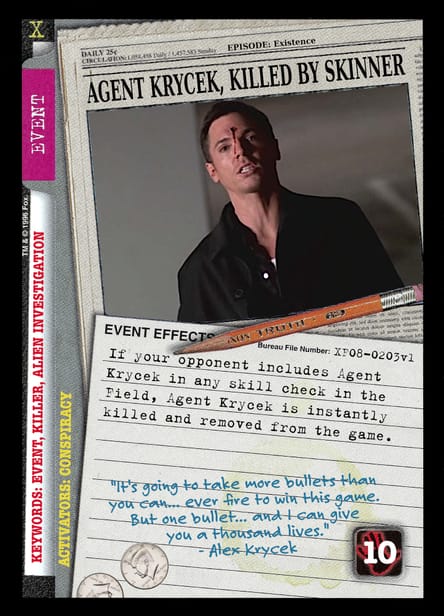 X
EVENT
TM & © 1996 Fox.
KEYWORDS: EVENT, KILLER, ALIEN INVESTIGATION
ACTIVATORS: CONSPIRACY
DAILY 25¢
EPISODE: Existence
AGENT KRYCEK, KILLED BY SKINNER
EVENT EFFECTS
Bureau File Number: XF08-0203v1
If your opponent includes Agent
Krycek in any skill check in the
Field, Agent Krycek is instantly
killed and removed from the game.
"It's going to take more bullets than
you can... ever fire to win this game.
But one bullet... and I can give
you a thousand lives."
- Alex Krycek
10